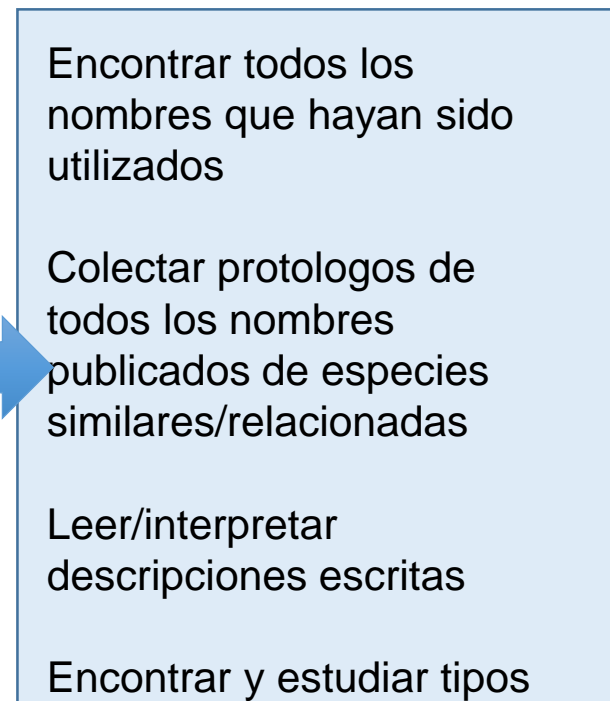 Encontrar todos los
nombres que hayan sido
utilizados
Colectar protologos de
todos los nombres
publicados de especies
similares/relacionadas
Leer/interpretar
descripciones escritas
Encontrar y estudiar tipos